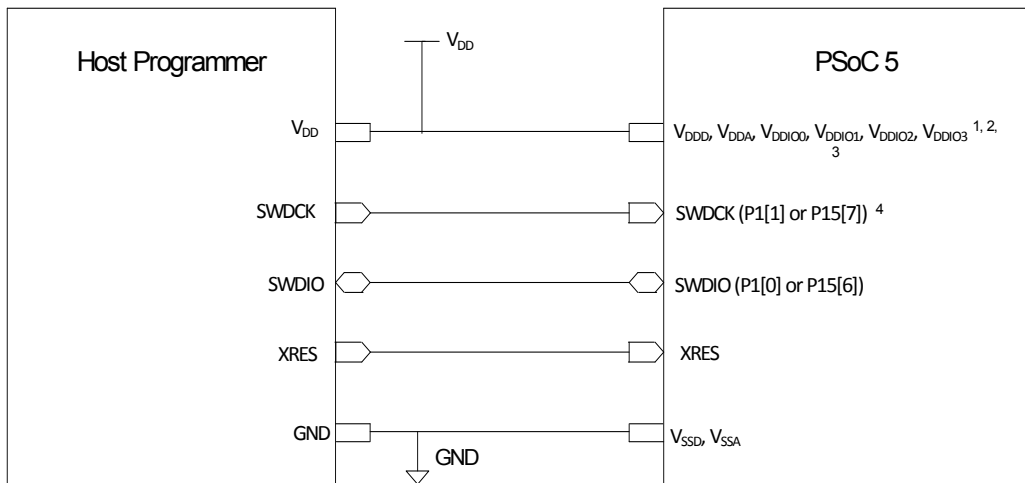 Host Programmer
PSoC 5
VDD
VDD
VDDD, VDDA, VDDIO0, VDDIO1, VDDIO2, VDDIO3 1, 2,
3
SWDCK
SWDCK (P1[1] or P15[7]) 4
SWDIO
SWDIO (P1[0] or P15[6])
XRES
XRES
GND
VSSD, VSSA
GND